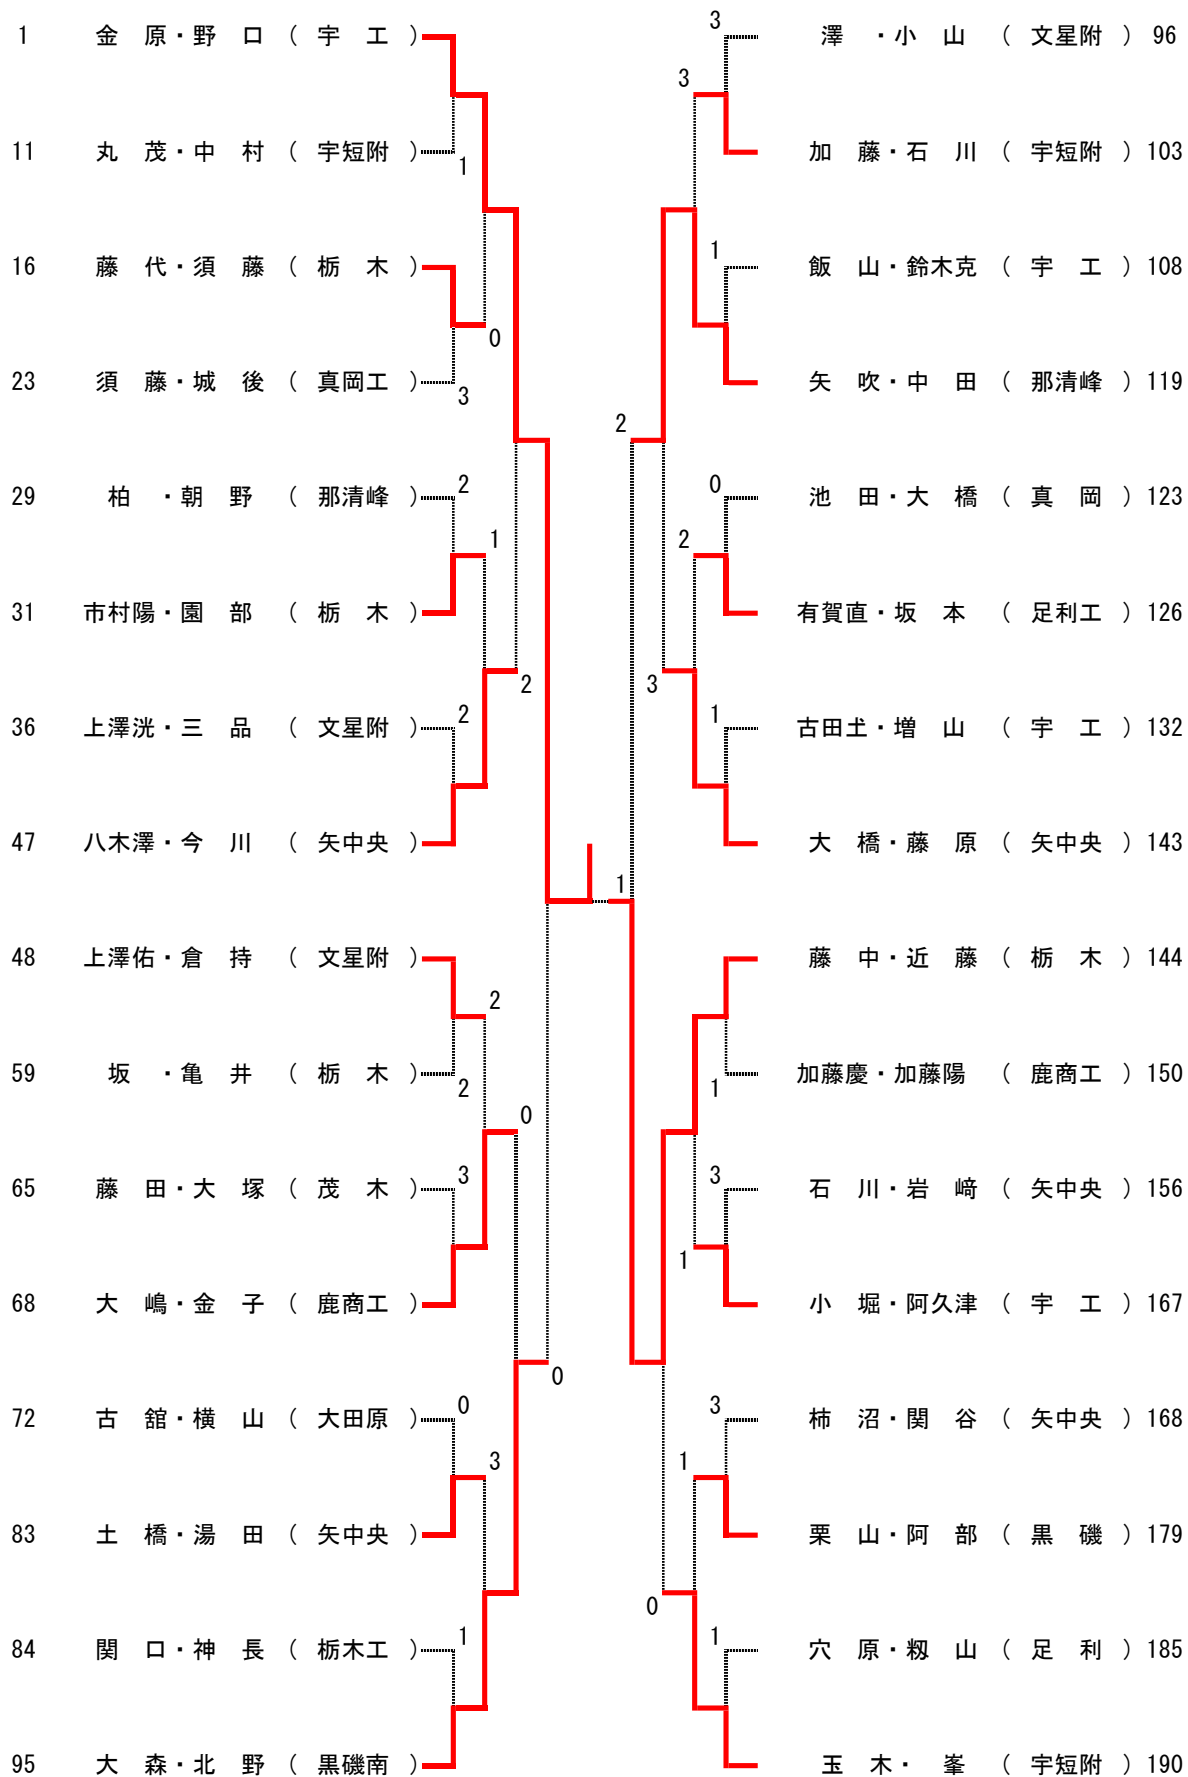 1 金 原・野 口 ( 宇 工 ) 3 澤 ・小 山 ( 文星附 ) 96
3
11 丸 茂・中 村 ( 宇短附 ) 1 加 藤・石 川 ( 宇短附 ) 103
16 藤 代・須 藤 ( 栃 木 ) 1 飯 山・鈴木克 ( 宇 工 ) 108
0
23 須 藤・城 後 ( 真岡工 ) 3 矢 吹・中 田 ( 那清峰 ) 119
2
29 柏 ・朝 野 ( 那清峰 ) 2 0 池 田・大 橋 ( 真 岡 ) 123
1 2
31 市村陽・園 部 ( 栃 木 ) 有賀直・坂 本 ( 足利工 ) 126
2 3
36 上澤洸・三 品 ( 文星附 ) 2 1 古田土・増 山 ( 宇 工 ) 132
47 八木澤・今 川 ( 矢中央 ) 大 橋・藤 原 ( 矢中央 ) 143
1
48 上澤佑・倉 持 ( 文星附 ) 藤 中・近 藤 ( 栃 木 ) 144
2
59 坂 ・亀 井 ( 栃 木 ) 2 1 加藤慶・加藤陽 ( 鹿商工 ) 150
0
65 藤 田・大 塚 ( 茂 木 ) 3 3 石 川・岩 﨑 ( 矢中央 ) 156
1
68 大 嶋・金 子 ( 鹿商工 ) 小 堀・阿久津 ( 宇 工 ) 167
0
72 古 舘・横 山 ( 大田原 ) 0 3 柿 沼・関 谷 ( 矢中央 ) 168
3 1
83 土 橋・湯 田 ( 矢中央 ) 栗 山・阿 部 ( 黒 磯 ) 179
0
84 関 口・神 長 ( 栃木工 ) 1 1 穴 原・籾 山 ( 足 利 ) 185
95 大 森・北 野 ( 黒磯南 ) 玉 木・ 峯 ( 宇短附 ) 190